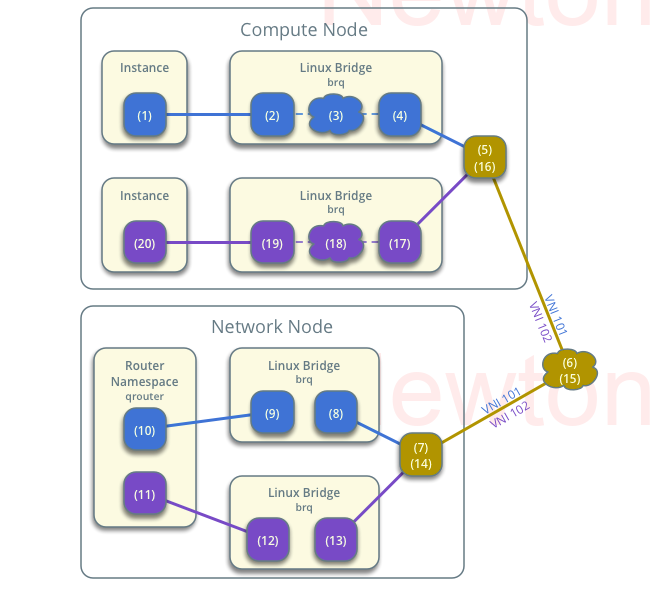 Newton
Compute Node
Instance
Linux Bridge
brq
(1)
(2)
(3)
(4)
(5)
(16)
Instance
Linux Bridge
brq
(20)
(19)
(18)
(17)
VNI 101
VNI 102
Network Node
Router
Namespace
qrouter
Linux Bridge
brq
(6)
(15)
Newton
VNI 101
VNI 102
(10)
(9)
(8)
(7)
(14)
(11)
Linux Bridge
brq
(12)
(13)